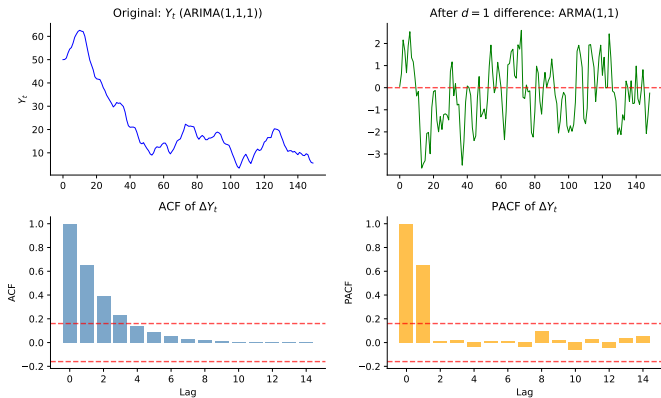 Original: Y_t (ARIMA(1,1,1))
After d = 1 difference: ARMA(1,1)
Y_t
60
50
40
30
20
10
0 20 40 60 80 100 120 140
2
1
0
−1
−2
−3
0 20 40 60 80 100 120 140
ACF of ΔY_t
PACF of ΔY_t
ACF
1.0
0.8
0.6
0.4
0.2
0.0
−0.2
0 2 4 6 8 10 12 14
Lag
PACF
1.0
0.8
0.6
0.4
0.2
0.0
−0.2
0 2 4 6 8 10 12 14
Lag